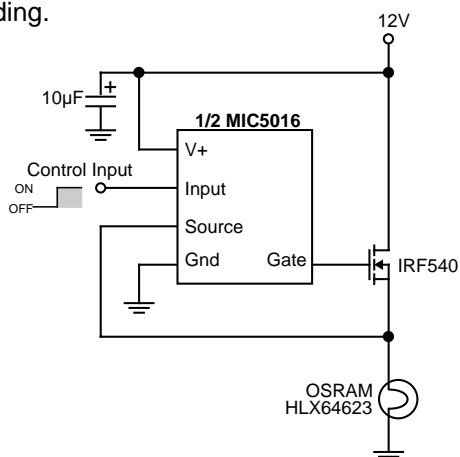 ding.
12V
10µF
+
1/2 MIC5016
V+
Control Input
ON
OFF
Input
Source
Gnd
Gate
IRF540
OSRAM
HLX64623